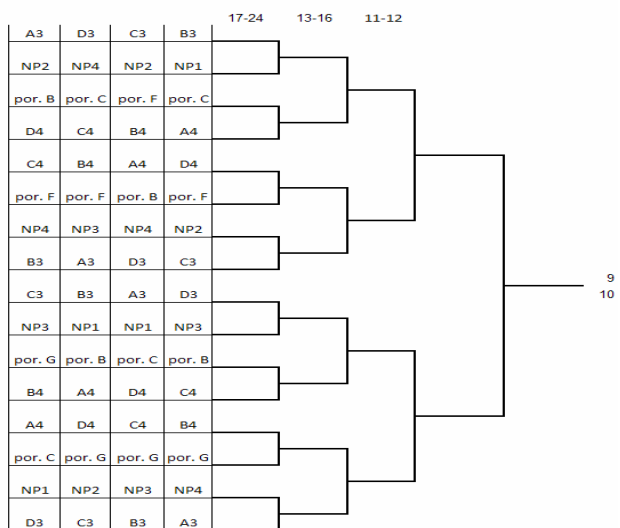 17-24 13-16 11-12
A3 D3 C3 B3
NP2 NP4 NP2 NP1
por. B por. C por. F por. C
D4 C4 B4 A4
C4 B4 A4 D4
por. F por. F por. B por. F
NP4 NP3 NP4 NP2
B3 A3 D3 C3
9
C3 B3 A3 D3
10
NP3 NP1 NP1 NP3
por. G por. B por. C por. B
B4 A4 D4 C4
A4 D4 C4 B4
por. C por. G por. G por. G
NP1 NP2 NP3 NP4
D3 C3 B3 A3